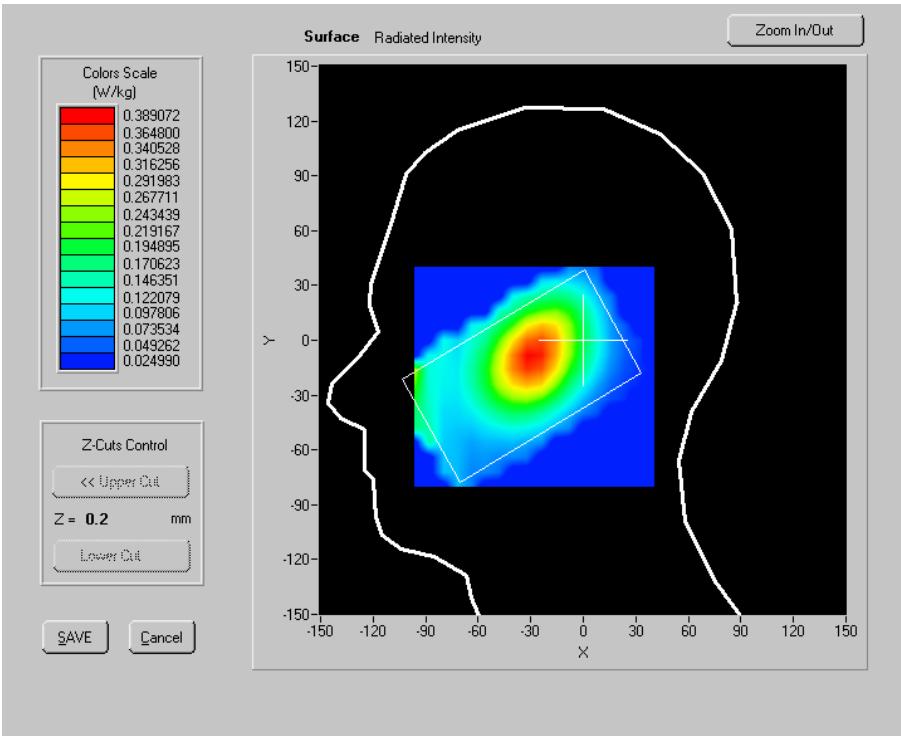 Surface Radiated Intensity
Zoom In/Out
Colors Scale
(W/kg)
0.389072
0.364800
0.340528
0.316256
0.291983
0.267711
0.243439
0.219167
0.194895
0.170623
0.146351
0.122079
0.097806
0.073534
0.049262
0.024990
Z-Cuts Control
<< Upper Cut
Z = 0.2 mm
Lower Cut
SAVE
Cancel
150
120
90
60
30
0
-30
-60
-90
-120
-150
Y
-150 -120 -90 -60 -30 0 30 60 90 120 150
X